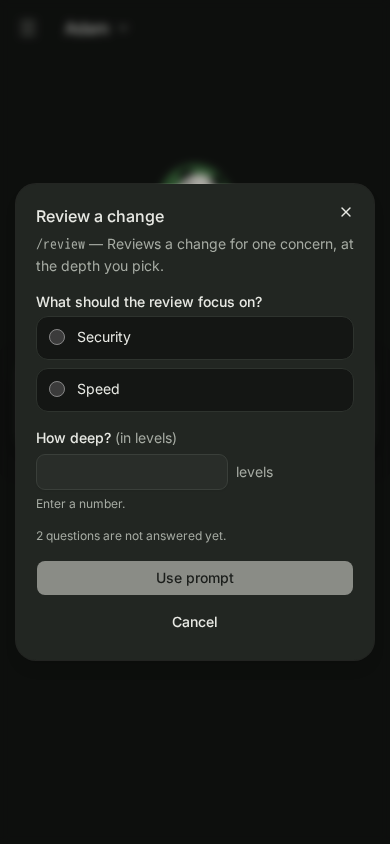 Adam
Review a change
/review — Reviews a change for one concern, at
the depth you pick.
What should the review focus on?
Security
Speed
How deep? (in levels)
levels
Enter a number.
2 questions are not answered yet.
Use prompt
Cancel